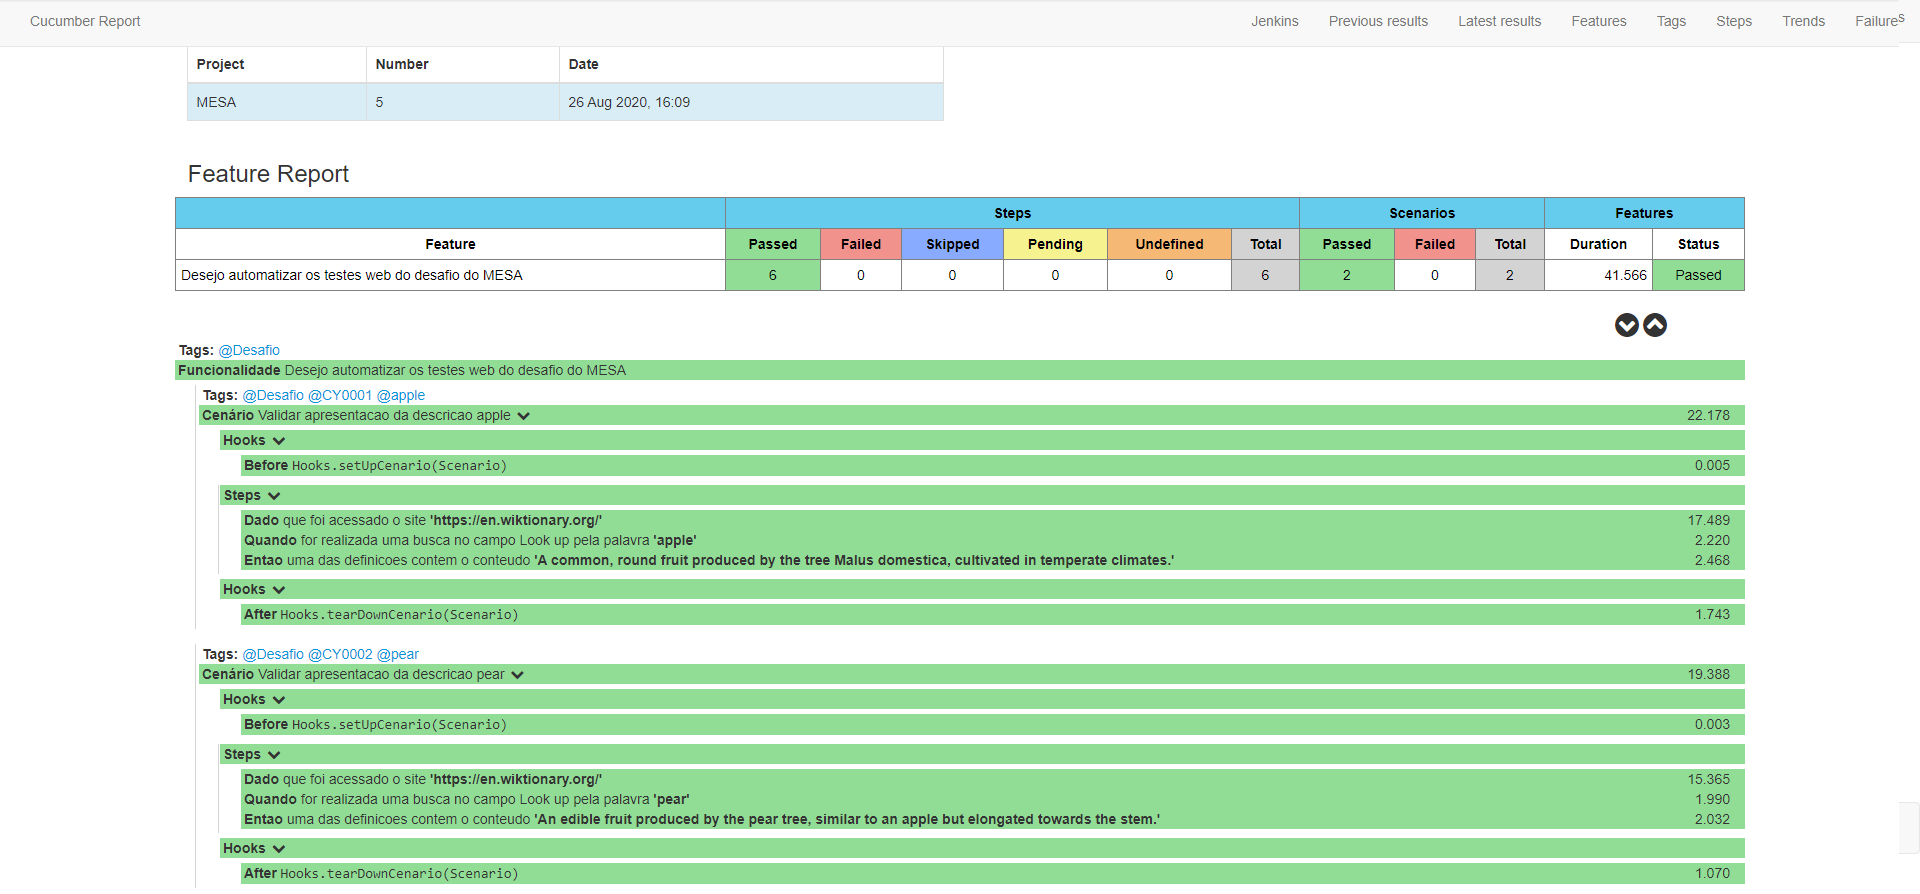 Cucumber Report Jenkins Previous results Latest results Features Tags Steps Trends Failures
Project Number Date
MESA 5 26 Aug 2020, 16:09
Feature Report
Steps Scenarios Features
Feature Passed Failed Skipped Pending Undefined Total Passed Failed Total Duration Status
Desejo automatizar os testes web do desafio do MESA 6 0 0 0 0 6 2 0 2 41.566 Passed
Tags: @Desafio
Funcionalidade Desejo automatizar os testes web do desafio do MESA
Tags: @Desafio @CY0001 @apple
Cenário Validar apresentacao da descricao apple 22.178
Hooks
Before Hooks.setUpCenario(Scenario) 0.005
Steps
Dado que foi acessado o site 'https://en.wiktionary.org/' 17.489
Quando for realizada uma busca no campo Look up pela palavra 'apple' 2.220
Entao uma das definicoes contem o conteudo 'A common, round fruit produced by the tree Malus domestica, cultivated in temperate climates.' 2.468
Hooks
After Hooks.tearDownCenario(Scenario) 1.743
Tags: @Desafio @CY0002 @pear
Cenário Validar apresentacao da descricao pear 19.388
Hooks
Before Hooks.setUpCenario(Scenario) 0.003
Steps
Dado que foi acessado o site 'https://en.wiktionary.org/' 15.365
Quando for realizada uma busca no campo Look up pela palavra 'pear' 1.990
Entao uma das definicoes contem o conteudo 'An edible fruit produced by the pear tree, similar to an apple but elongated towards the stem.' 2.032
Hooks
After Hooks.tearDownCenario(Scenario) 1.070